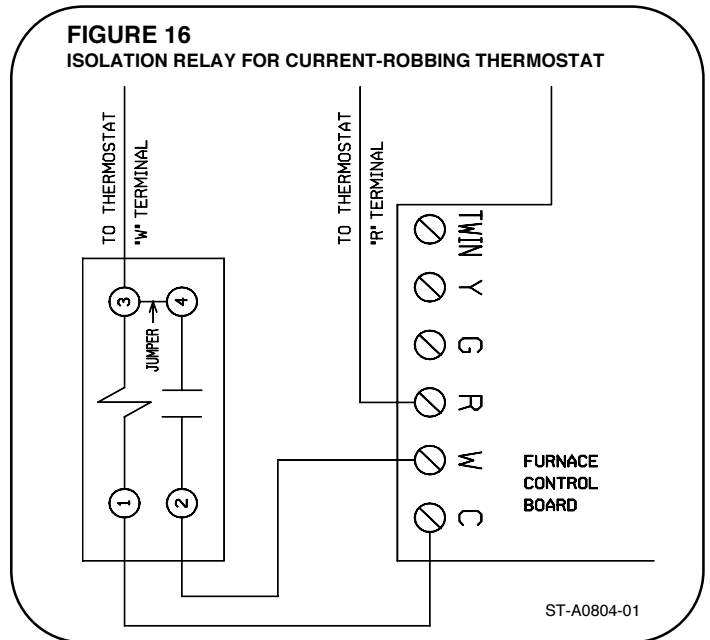 FIGURE 16
ISOLATION RELAY FOR CURRENT-ROBBING THERMOSTAT
TO THERMOSTAT
"W" TERMINAL
TO THERMOSTAT
"R" TERMINAL
3
4
JUMPER
1
2
TWIN
Y
G
R
W
C
FURNACE
CONTROL
BOARD
ST-A0804-01